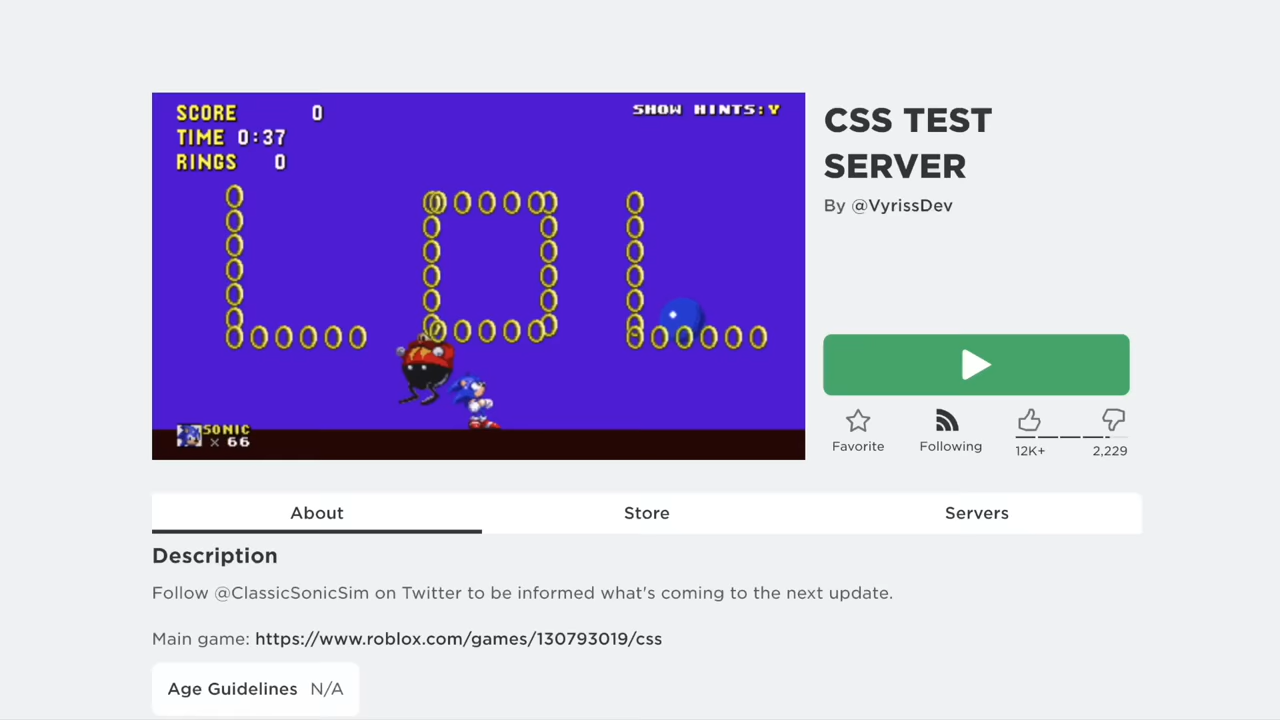 SCORE 0
SHOW HINTS:Y
TIME 0:37
RINGS 0
SONIC
× 66
CSS TEST
SERVER
By @VyrissDev
Favorite
Following
12K+
2,229
About
Store
Servers
Description
Follow @ClassicSonicSim on Twitter to be informed what's coming to the next update.
Main game: https://www.roblox.com/games/130793019/css
Age Guidelines N/A